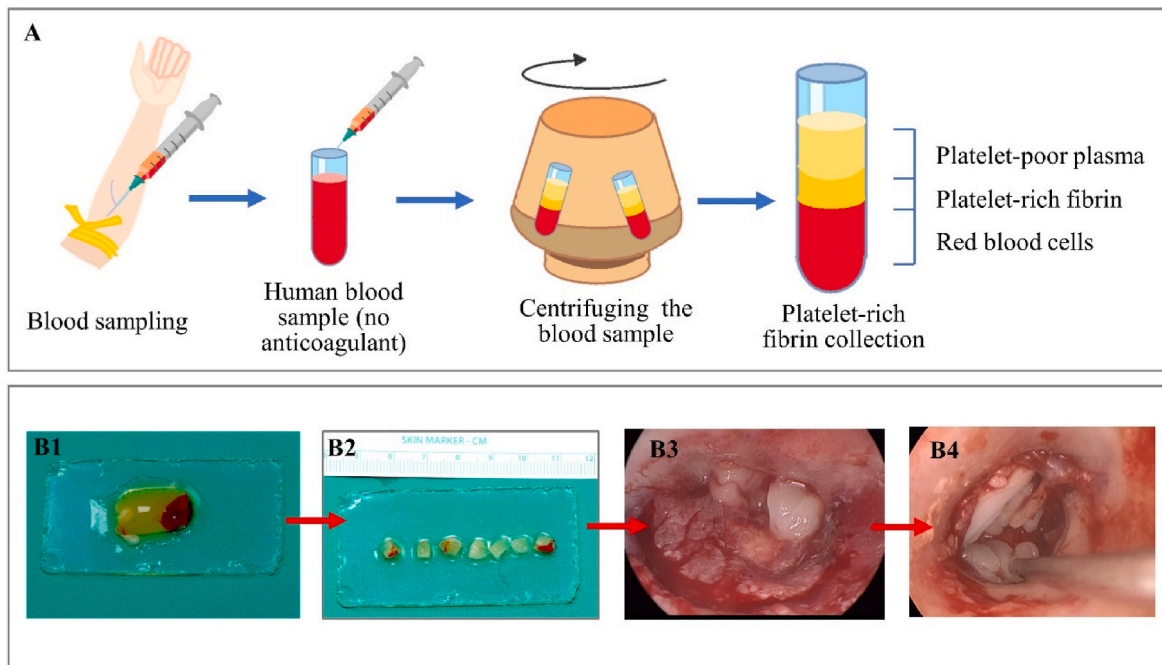 A
Platelet-poor plasma
Platelet-rich fibrin
Red blood cells
Blood sampling
Human blood
sample (no
anticoagulant)
Centrifuging the
blood sample
Platelet-rich
fibrin collection
B1
B2
SKIN MARKER - CM
6 7 8 9 10 11 12
B3
B4